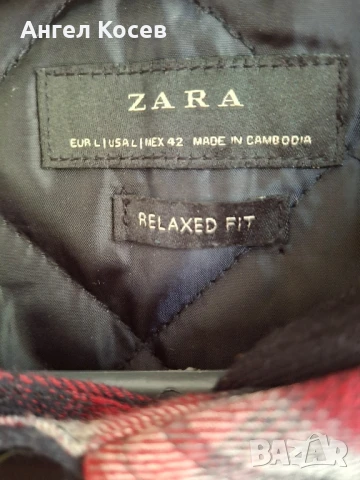 Ангел Косев
ZARA
EUR L | USA L | MEX 42 MADE IN CAMBODIA
RELAXED FIT
BAZAR